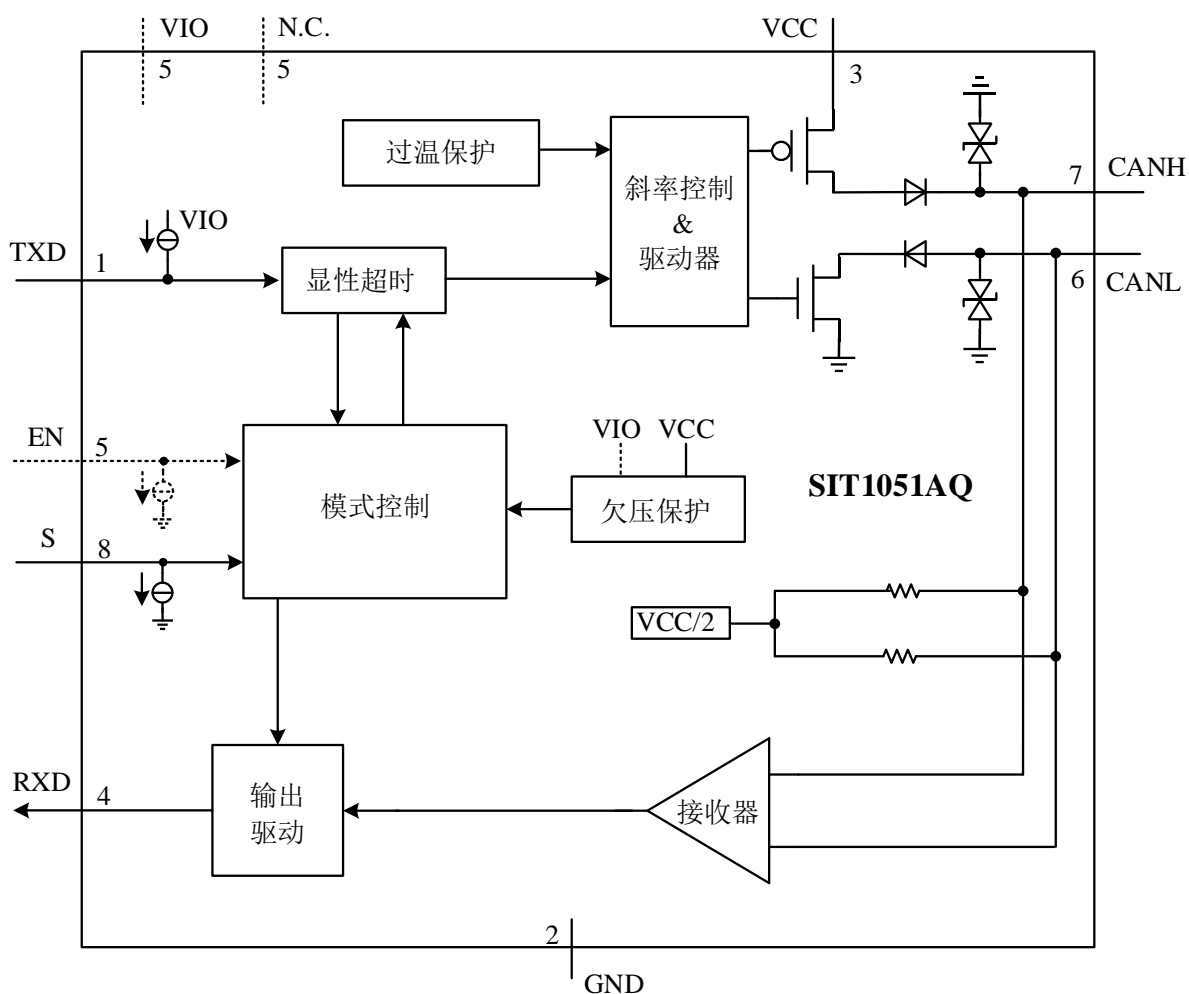 VIO
N.C.
VCC
5
5
3
过温保护
斜率控制
&
驱动器
7
CANH
VIO
TXD
1
显性超时
6
CANL
EN
5
VIO
VCC
模式控制
欠压保护
SIT1051AQ
S
8
VCC/2
RXD
4
输出
驱动
接收器
2
GND